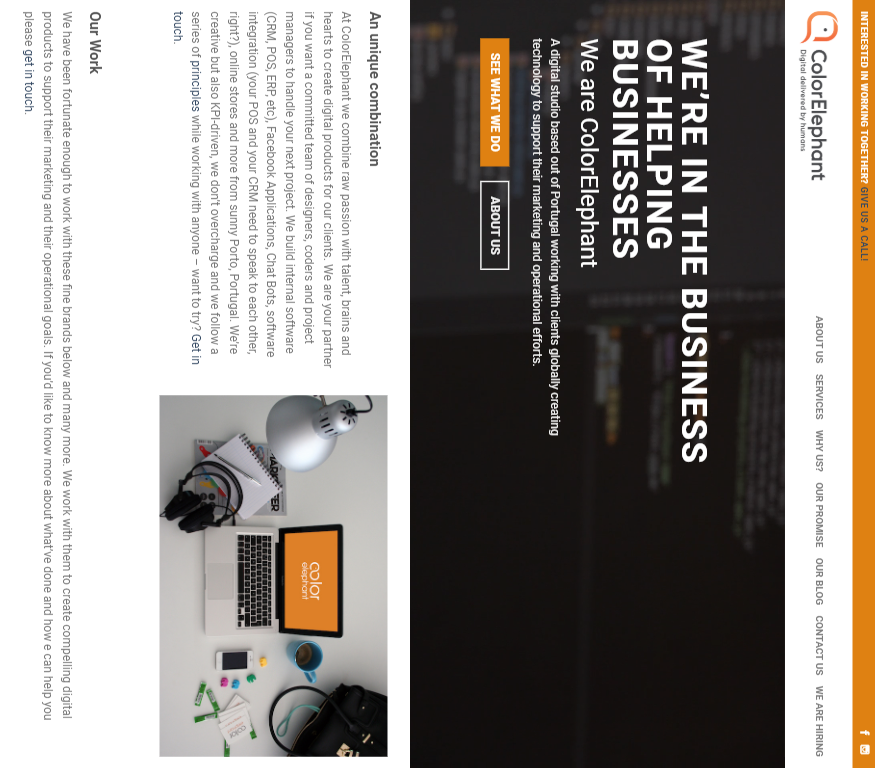 INTERESTED IN WORKING TOGETHER? GIVE US A CALL!
ColorElephant
Digital delivered by humans
ABOUT US SERVICES WHY US? OUR PROMISE OUR BLOG CONTACT US WE ARE HIRING
WE'RE IN THE BUSINESS
OF HELPING
BUSINESSES
We are ColorElephant
A digital studio based out of Portugal working with clients globally creating
technology to support their marketing and operational efforts.
SEE WHAT WE DO ABOUT US
An unique combination
At ColorElephant we combine raw passion with talent, brains and
hearts to create digital products for our clients. We are your partner
if you want a committed team of designers, coders and project
managers to handle your next project. We build internal software
(CRM, POS, ERP, etc), Facebook Applications, Chat Bots, software
integration (your POS and your CRM need to speak to each other,
right?), online stores and more from sunny Porto, Portugal. We're
creative but also KPI-driven, we don't overcharge and we follow a
series of principles while working with anyone – want to try? Get in
touch.
color
elephant
Our Work
We have been fortunate enough to work with these fine brands below and many more. We work with them to create compelling digital
products to support their marketing and their operational goals. If you'd like to know more about what've done and how e can help you
please get in touch.